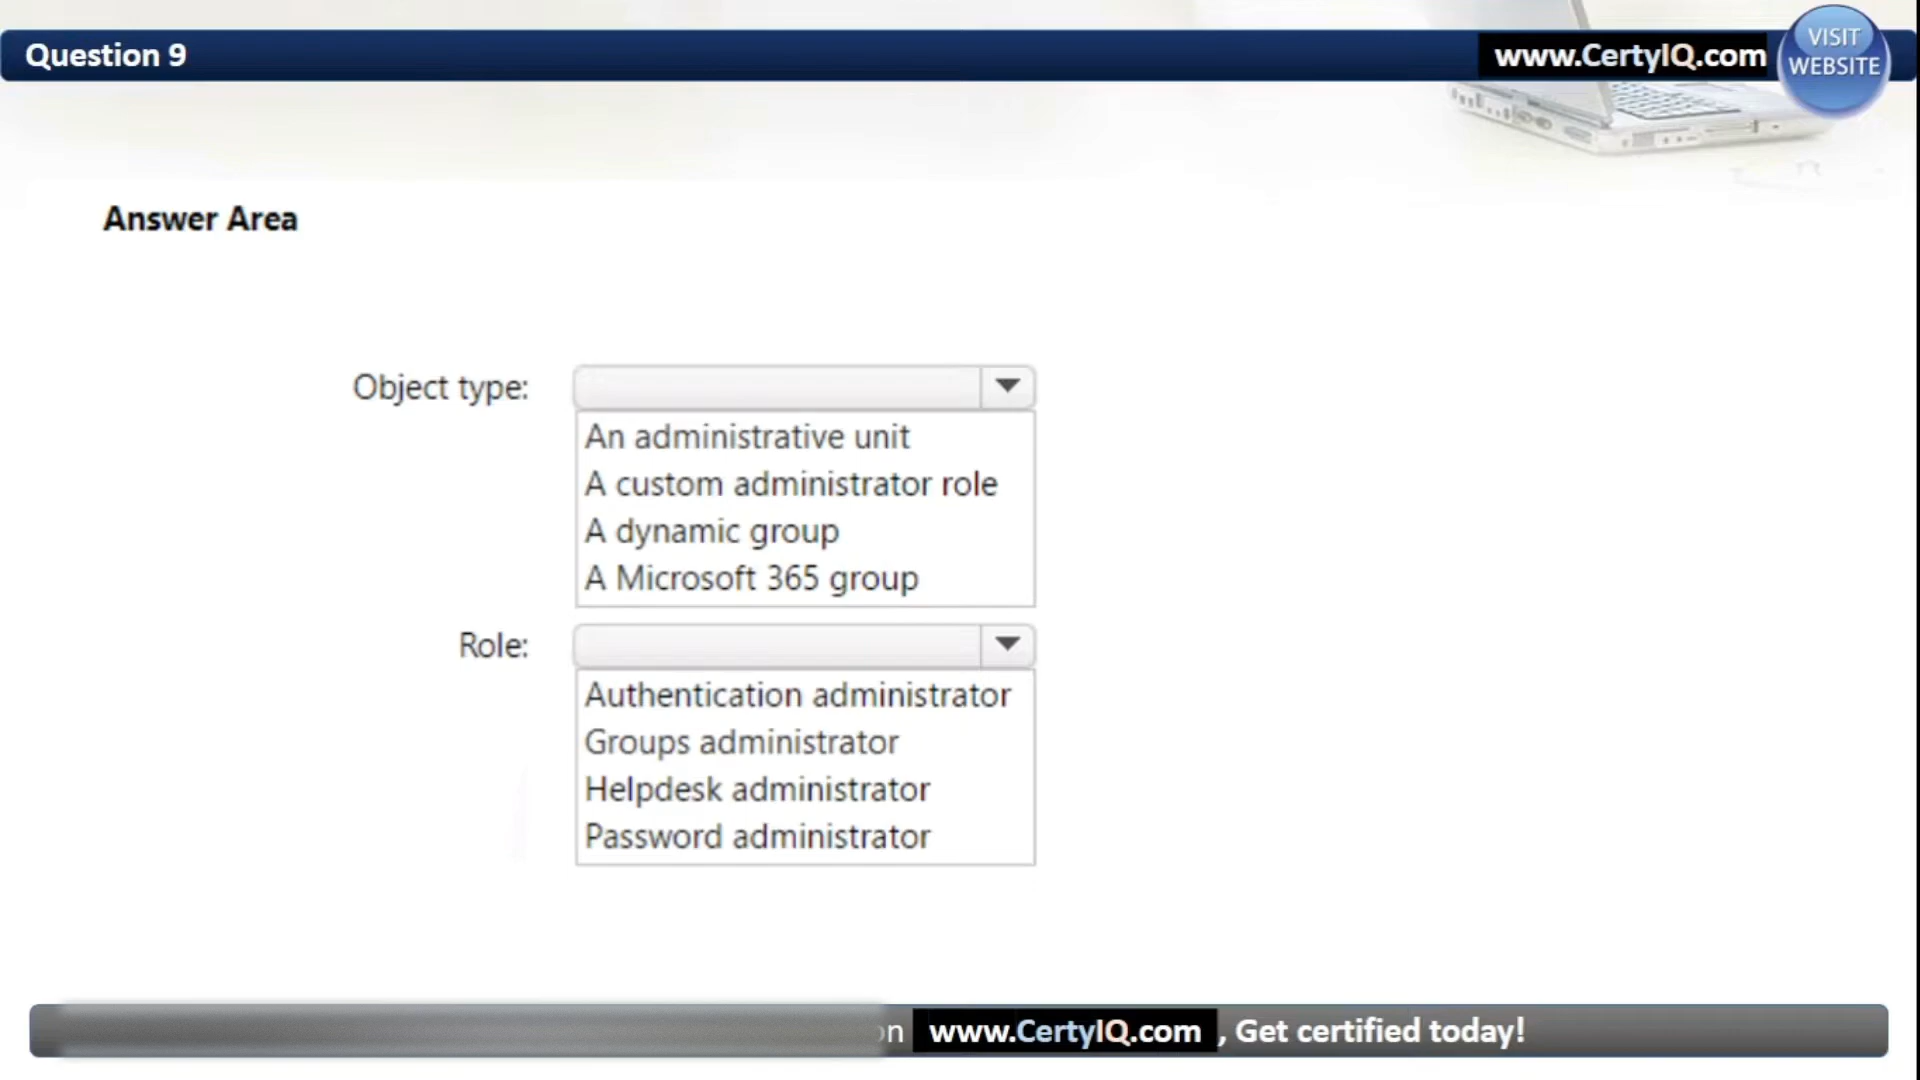 Question 9
www.CertyIQ.com
VISIT
WEBSITE
Answer Area
Object type:
An administrative unit
A custom administrator role
A dynamic group
A Microsoft 365 group
Role:
Authentication administrator
Groups administrator
Helpdesk administrator
Password administrator
www.CertyIQ.com , Get certified today!